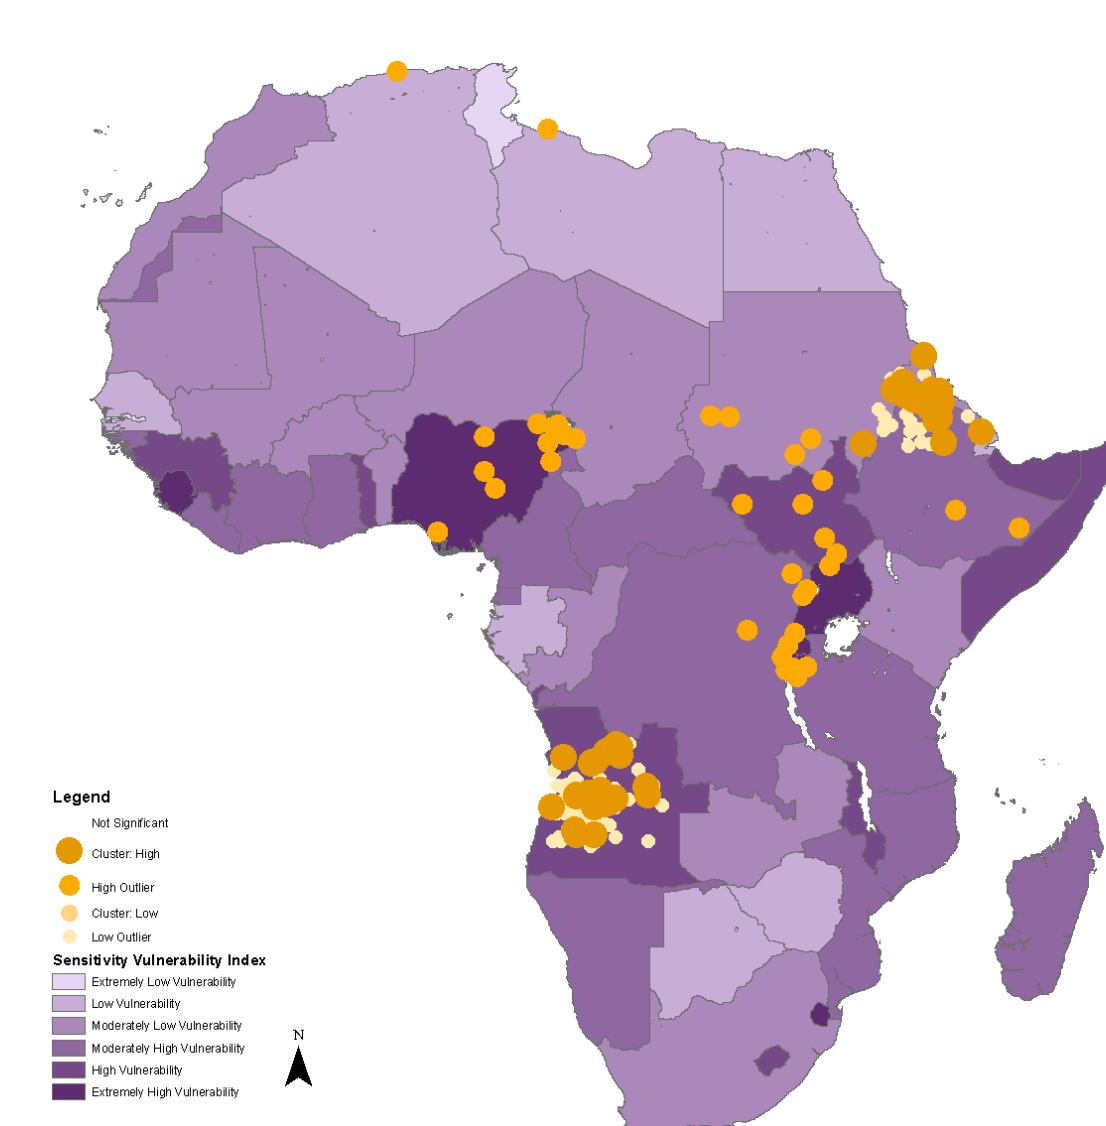 Legend
Not Significant
Cluster: High
High Outlier
Cluster: Low
Low Outlier
Sensitivity Vulnerability Index
Extremely Low Vulnerability
Low Vulnerability
Moderately Low Vulnerability
Moderately High Vulnerability
High Vulnerability
Extremely High Vulnerability
N